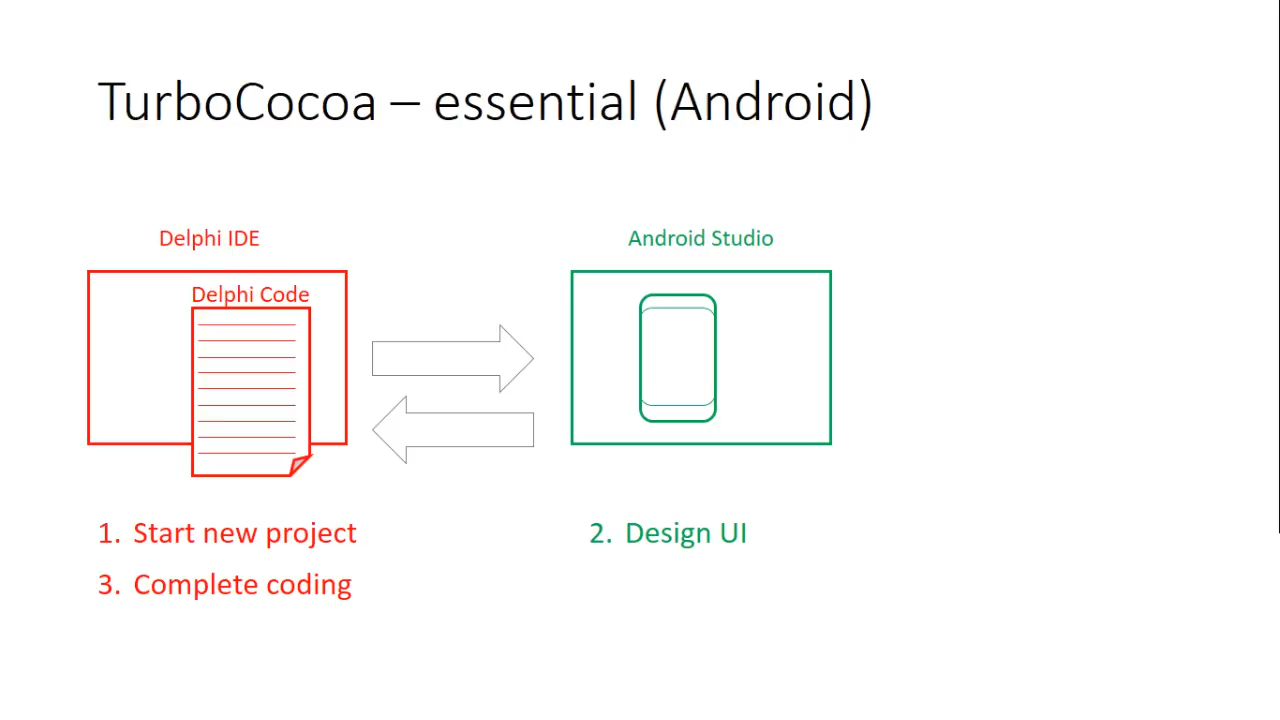 TurboCocoa – essential (Android)
Delphi IDE
Android Studio
Delphi Code
1. Start new project
2. Design UI
3. Complete coding